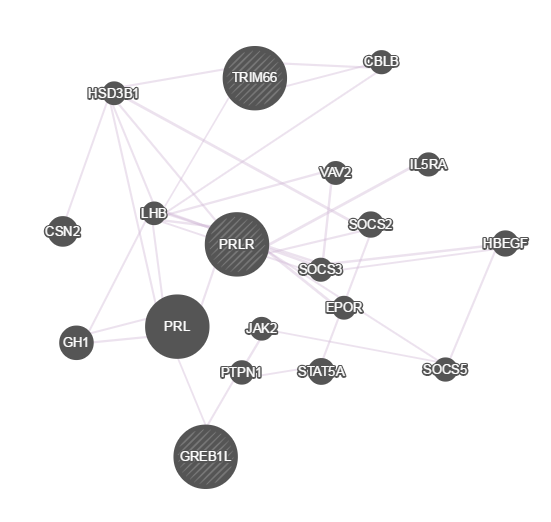 CBLB
TRIM66
HSD3B1
IL5RA
VAV2
LHB
SOCS2
CSN2
PRLR
HBEGF
SOCS3
EPOR
PRL
JAK2
GH1
SOCS5
PTPN1
STAT5A
GREB1L